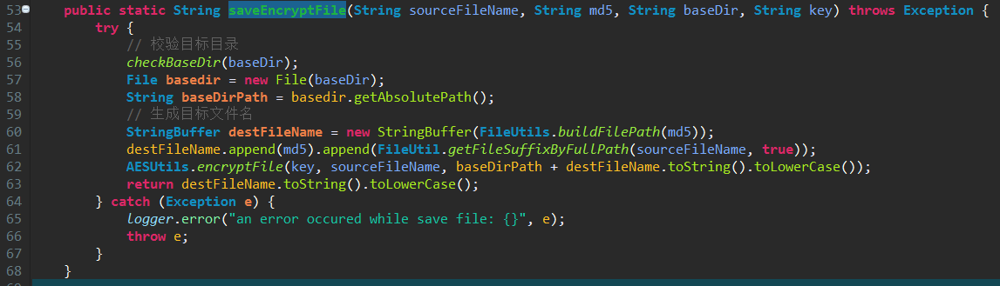 53 public static String saveEncryptFile(String sourceFileName, String md5, String baseDir, String key) throws Exception {
54 try {
55 // 校验目标目录
56 checkBaseDir(baseDir);
57 File basedir = new File(baseDir);
58 String baseDirPath = basedir.getAbsolutePath();
59 // 生成目标文件名
60 StringBuffer destFileName = new StringBuffer(FileUtils.buildFilePath(md5));
61 destFileName.append(md5).append(FileUtil.getFileSuffixByFullPath(sourceFileName, true));
62 AESUtils.encryptFile(key, sourceFileName, baseDirPath + destFileName.toString().toLowerCase());
63 return destFileName.toString().toLowerCase();
64 } catch (Exception e) {
65 logger.error("an error occured while save file: {}", e);
66 throw e;
67 }
68 }